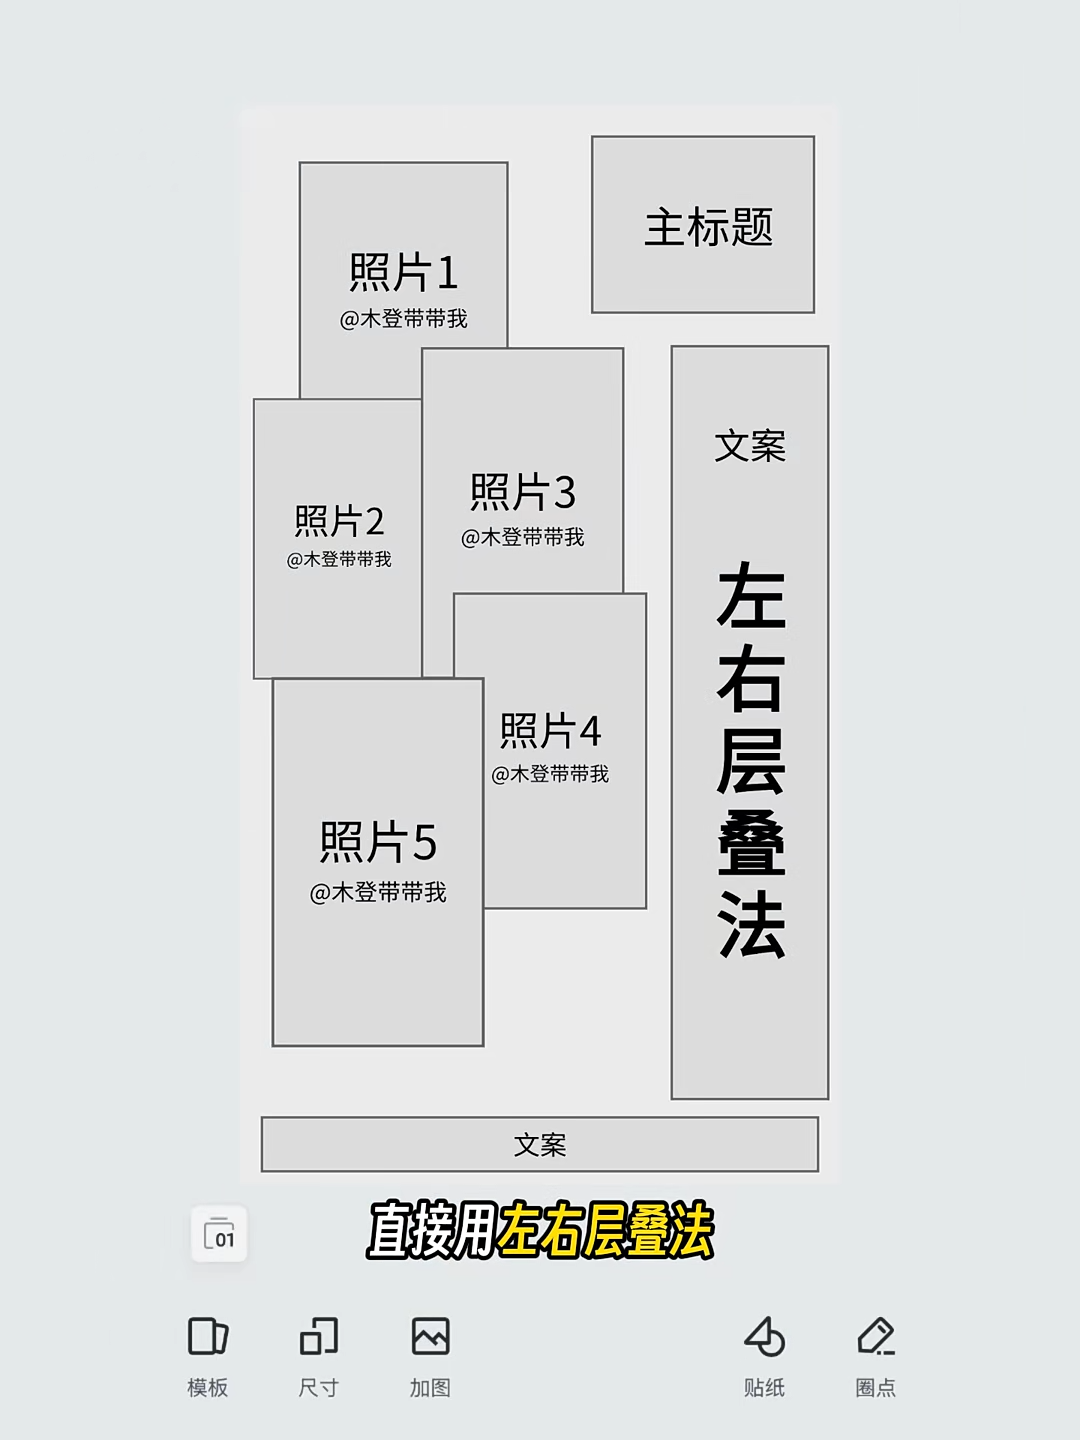 主标题
照片1
@木登带带我
照片2
@木登带带我
照片3
@木登带带我
照片4
@木登带带我
照片5
@木登带带我
文案
左右层叠法
文案
直接用左右层叠法
01
模板
尺寸
加图
贴纸
圈点